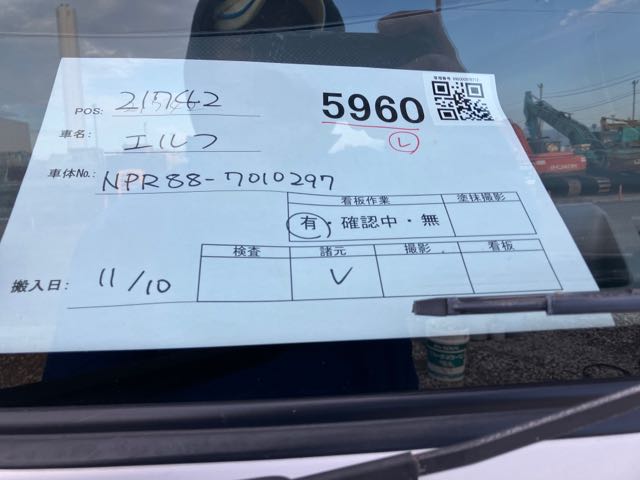 POS: 217662
5960
L
車名: エルフ
車体No.: NPR88-7010297
看板作業 塗抹撮影
有・確認中・無
検査 諸元 撮影 看板
搬入日: 11/10 V